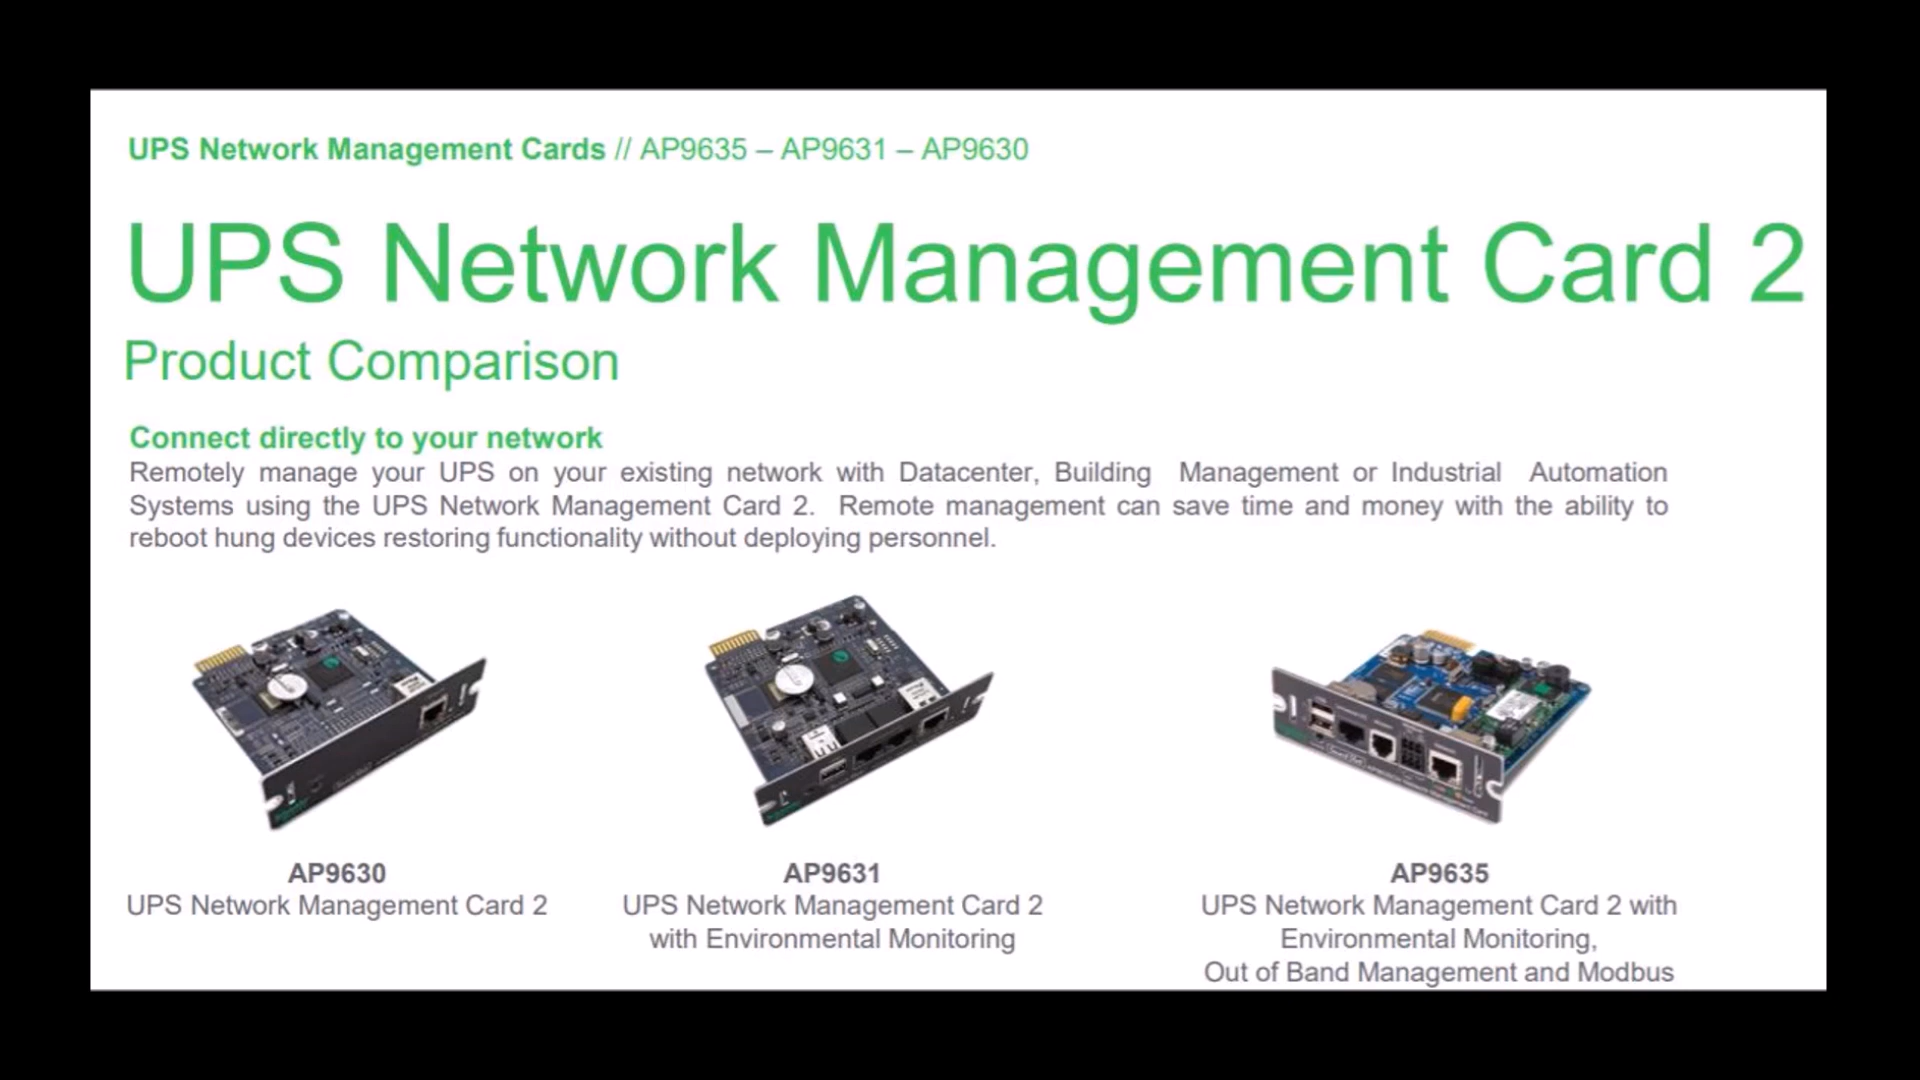 UPS Network Management Cards // AP9635 – AP9631 – AP9630
UPS Network Management Card 2
Product Comparison
Connect directly to your network
Remotely manage your UPS on your existing network with Datacenter, Building Management or Industrial Automation
Systems using the UPS Network Management Card 2. Remote management can save time and money with the ability to
reboot hung devices restoring functionality without deploying personnel.
AP9630
UPS Network Management Card 2
AP9631
UPS Network Management Card 2
with Environmental Monitoring
AP9635
UPS Network Management Card 2 with
Environmental Monitoring,
Out of Band Management and Modbus